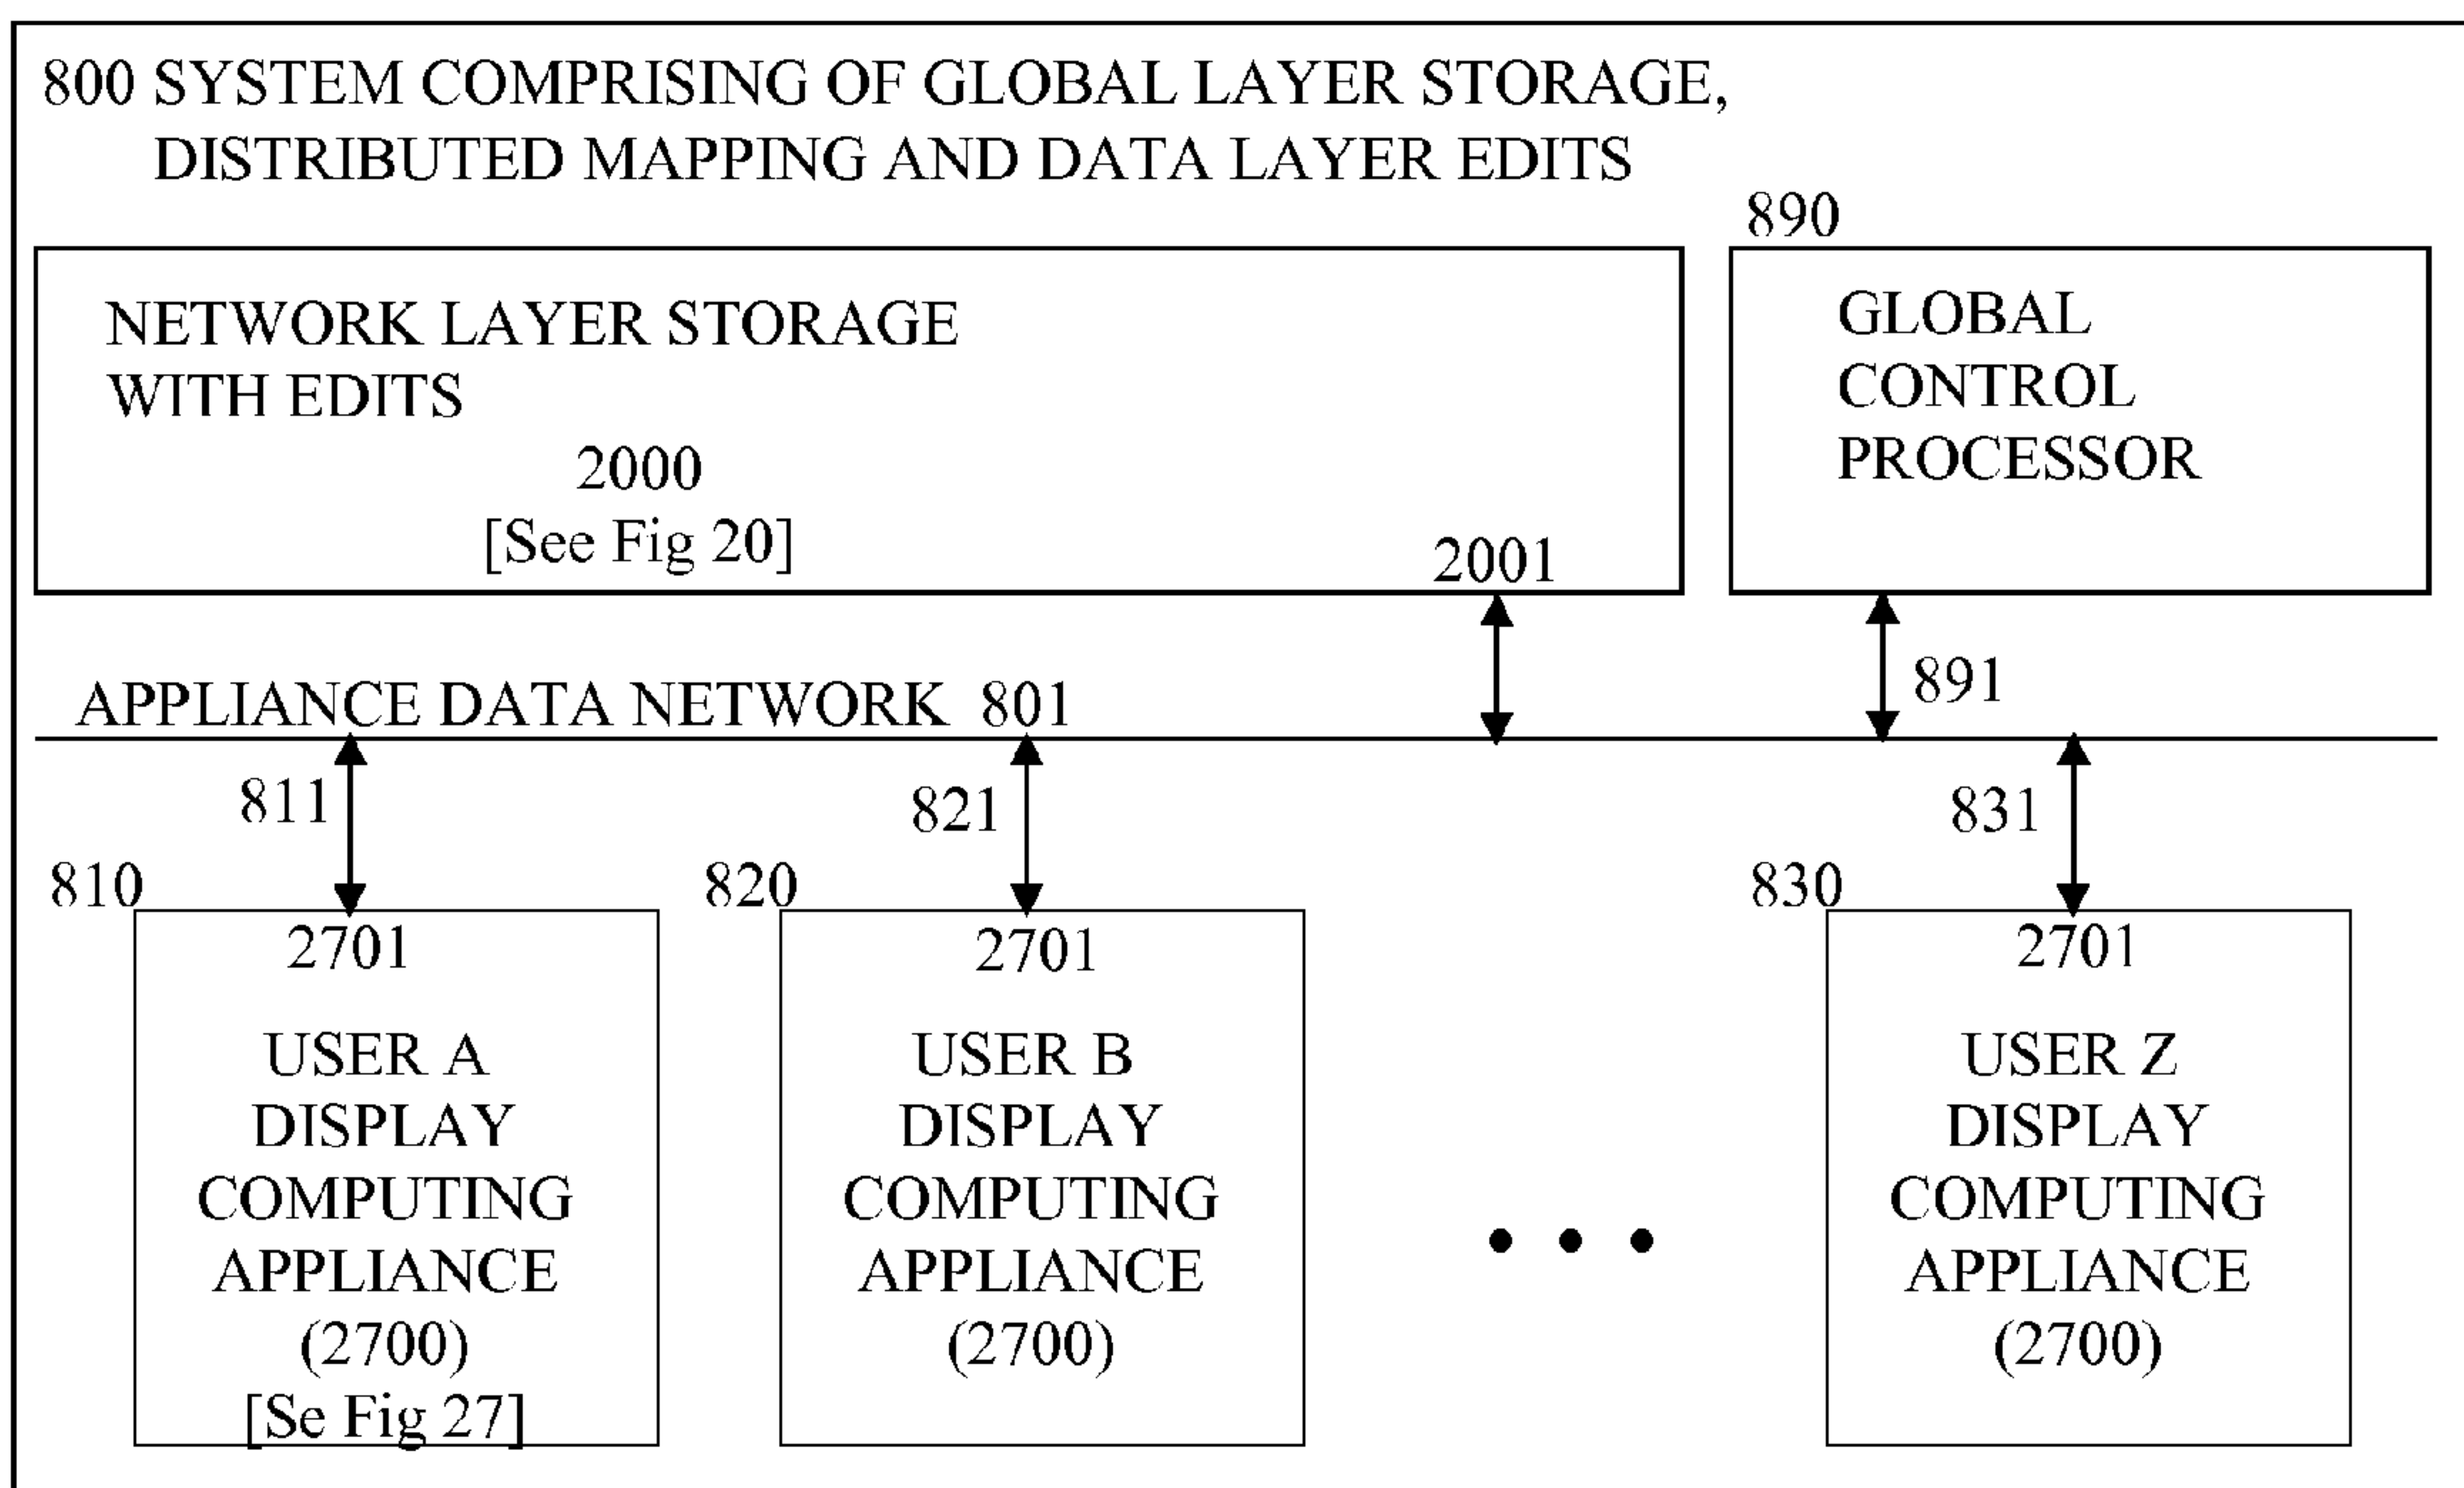 800 SYSTEM COMPRISING OF GLOBAL LAYER STORAGE,
DISTRIBUTED MAPPING AND DATA LAYER EDITS
890
NETWORK LAYER STORAGE
WITH EDITS
2000
[See Fig 20]
2001
GLOBAL
CONTROL
PROCESSOR
891
APPLIANCE DATA NETWORK 801
811
821
831
810
2701
USER A
DISPLAY
COMPUTING
APPLIANCE
(2700)
[Se Fig 27]
820
2701
USER B
DISPLAY
COMPUTING
APPLIANCE
(2700)
830
2701
USER Z
DISPLAY
COMPUTING
APPLIANCE
(2700)